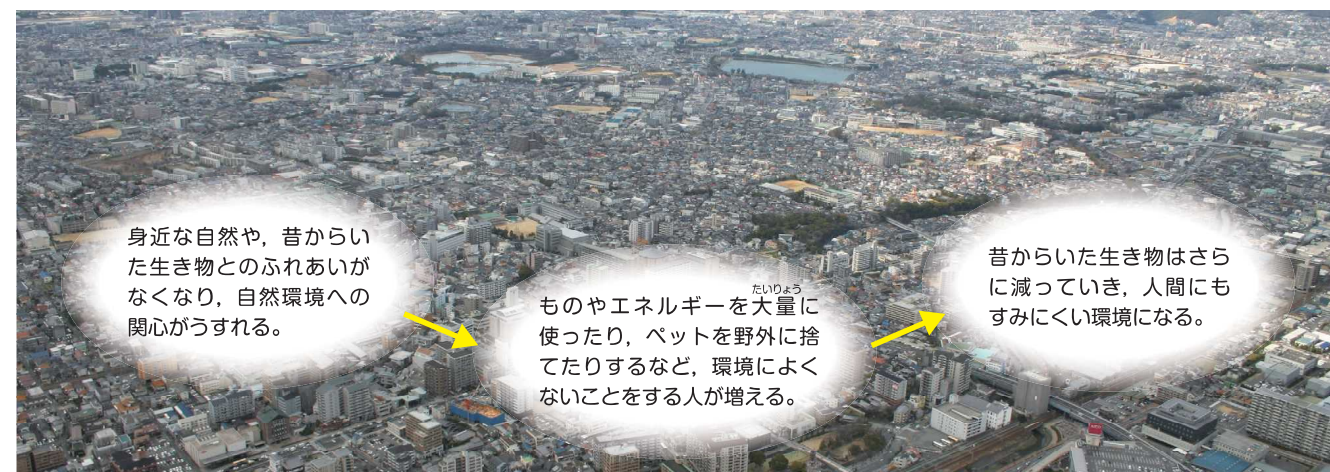 身近な自然や，昔からい
た生き物とのふれあいが
なくなり，自然環境への
関心がうすれる。
たいりょう
ものやエネルギーを大量に
使ったり，ペットを野外に捨
てたりするなど，環境によく
ないことをする人が増える。
昔からいた生き物はさら
に減っていき，人間にも
すみにくい環境になる。